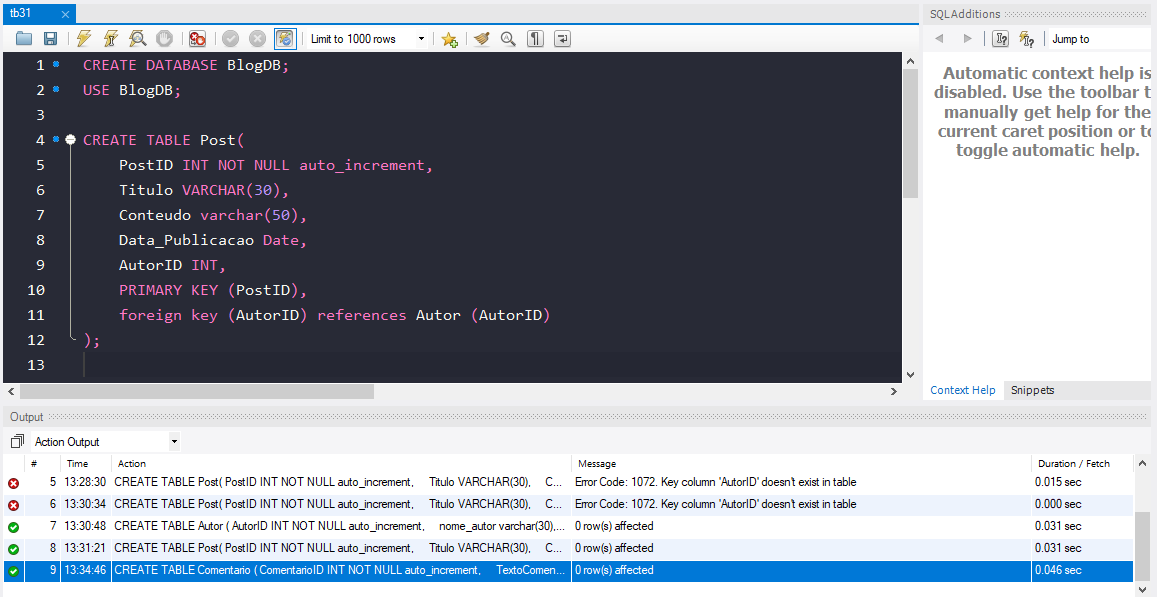 tb31
SQLAdditions
Limit to 1000 rows
Jump to
1 CREATE DATABASE BlogDB;
2 USE BlogDB;
3
4 CREATE TABLE Post(
5 PostID INT NOT NULL auto_increment,
6 Titulo VARCHAR(30),
7 Conteudo varchar(50),
8 Data_Publicacao Date,
9 AutorID INT,
10 PRIMARY KEY (PostID),
11 foreign key (AutorID) references Autor (AutorID)
12 );
13
Automatic context help is
disabled. Use the toolbar t
manually get help for the
current caret position or to
toggle automatic help.
Context Help Snippets
Output
Action Output
# Time Action Message Duration / Fetch
5 13:28:30 CREATE TABLE Post( PostID INT NOT NULL auto_increment, Titulo VARCHAR(30), C... Error Code: 1072. Key column 'AutorID' doesn't exist in table 0.015 sec
6 13:30:34 CREATE TABLE Post( PostID INT NOT NULL auto_increment, Titulo VARCHAR(30), C... Error Code: 1072. Key column 'AutorID' doesn't exist in table 0.000 sec
7 13:30:48 CREATE TABLE Autor ( AutorID INT NOT NULL auto_increment, nome_autor varchar(30),... 0 row(s) affected 0.031 sec
8 13:31:21 CREATE TABLE Post( PostID INT NOT NULL auto_increment, Titulo VARCHAR(30), C... 0 row(s) affected 0.031 sec
9 13:34:46 CREATE TABLE Comentario ( ComentarioID INT NOT NULL auto_increment, TextoComen... 0 row(s) affected 0.046 sec